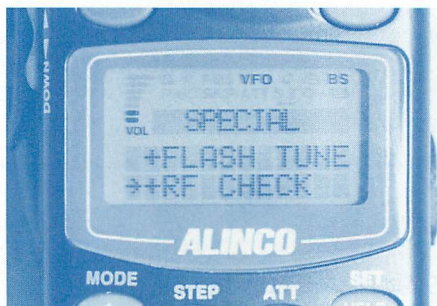 DOWN
VFO BS
VOL SPECIAL
+FLASH TUNE
→+RF CHECK
ALINCO
MODE STEP ATT SET